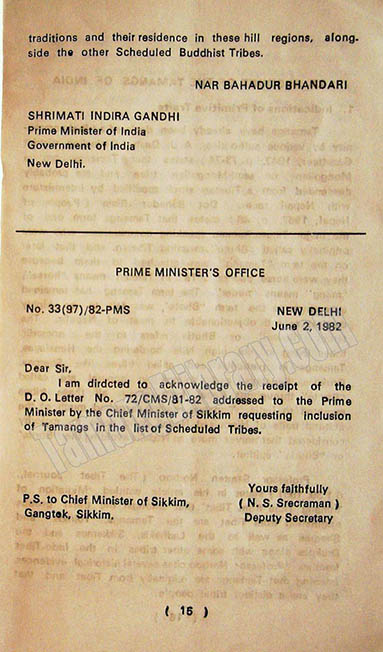 traditions and their residence in these hill regions, along-
side the other Scheduled Buddhist Tribes.
NAR BAHADUR BHANDARI
SHRIMATI INDIRA GANDHI
Prime Minister of India
Government of India
New Delhi.
PRIME MINISTER'S OFFICE
No. 33(97)/82-PMS NEW DELHI
June 2, 1982
Dear Sir,
I am dirdcted to acknowledge the receipt of the
D. O. Letter No. 72/CMS/81-82 addressed to the Prime
Minister by the Chief Minister of Sikkim requesting inclusion
of Tamangs in the list of Scheduled Tribes.
Yours faithfully
P.S. to Chief Minister of Sikkim, ( N. S. Srecraman )
Gangtok, Sikkim. Deputy Secretary
( 15 )